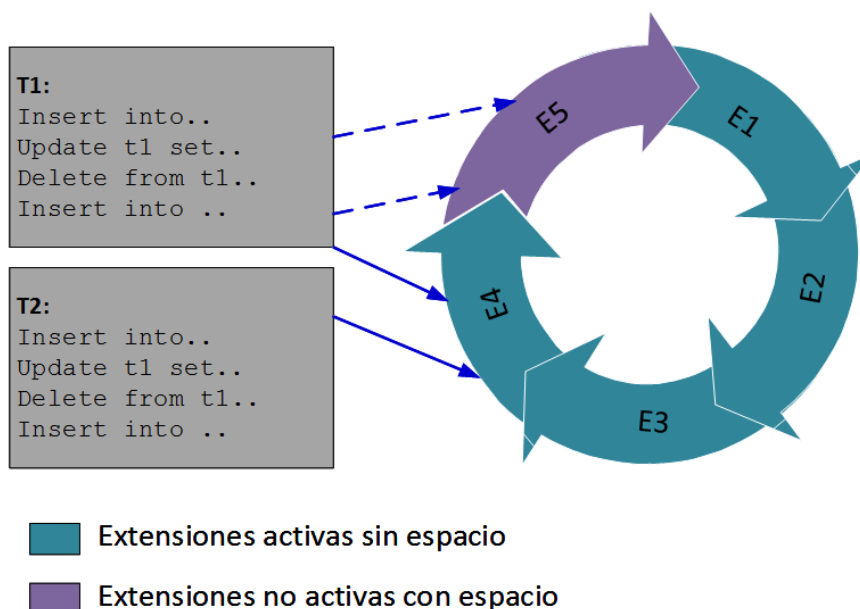 T1:
Insert into..
Update t1 set..
Delete from t1..
Insert into ..
T2:
Insert into..
Update t1 set..
Delete from t1..
Insert into ..
E5
E1
E4
E2
E3
Extensiones activas sin espacio
Extensiones no activas con espacio